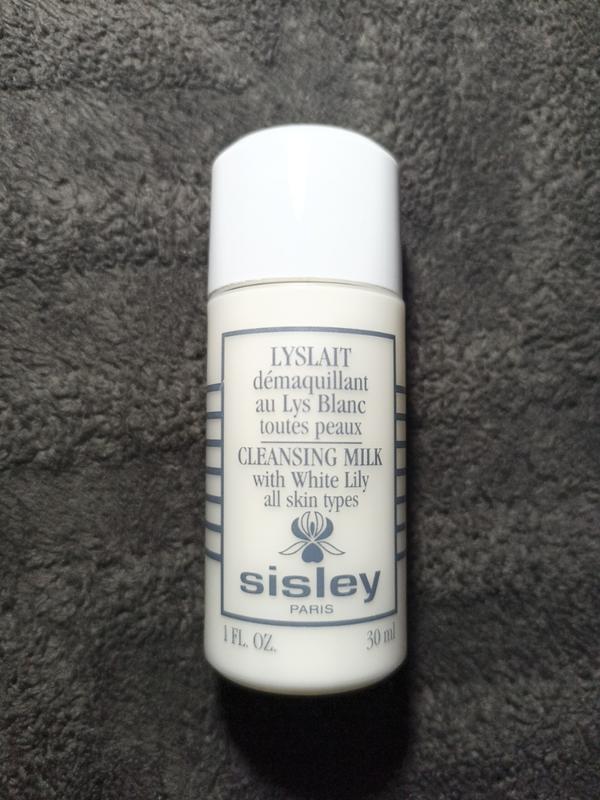 LYSLAIT
démaquillant
au Lys Blanc
toutes peaux
CLEANSING MILK
with White Lily
all skin types
sisley
PARIS
1 FL. OZ. 30 ml